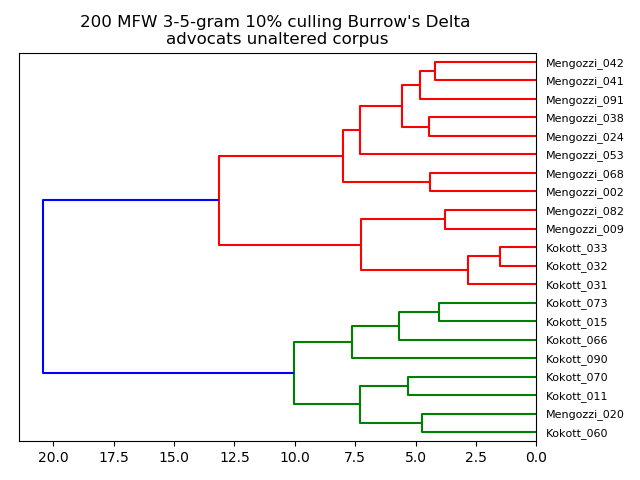 200 MFW 3-5-gram 10% culling Burrow's Delta
advocats unaltered corpus
Mengozzi_042
Mengozzi_041
Mengozzi_091
Mengozzi_038
Mengozzi_024
Mengozzi_053
Mengozzi_068
Mengozzi_002
Mengozzi_082
Mengozzi_009
Kokott_033
Kokott_032
Kokott_031
Kokott_073
Kokott_015
Kokott_066
Kokott_090
Kokott_070
Kokott_011
Mengozzi_020
Kokott_060
20.0 17.5 15.0 12.5 10.0 7.5 5.0 2.5 0.0